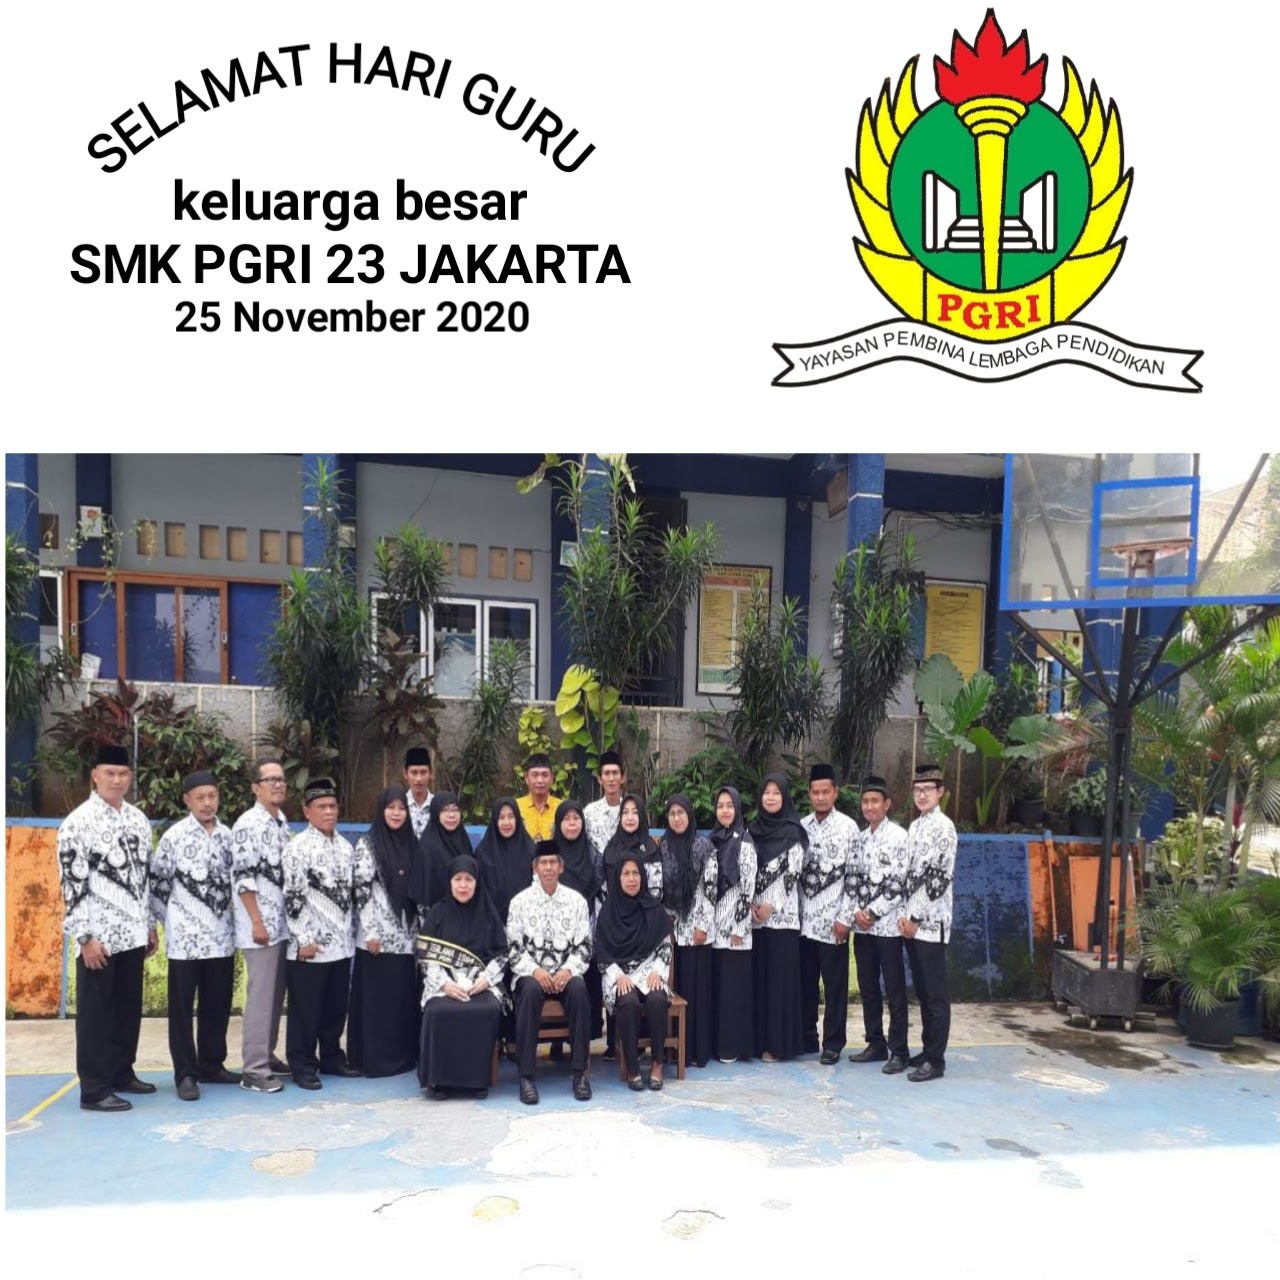 SELAMAT HARI GURU
keluarga besar
SMK PGRI 23 JAKARTA
25 November 2020
PGRI
YAYASAN PEMBINA LEMBAGA PENDIDIKAN